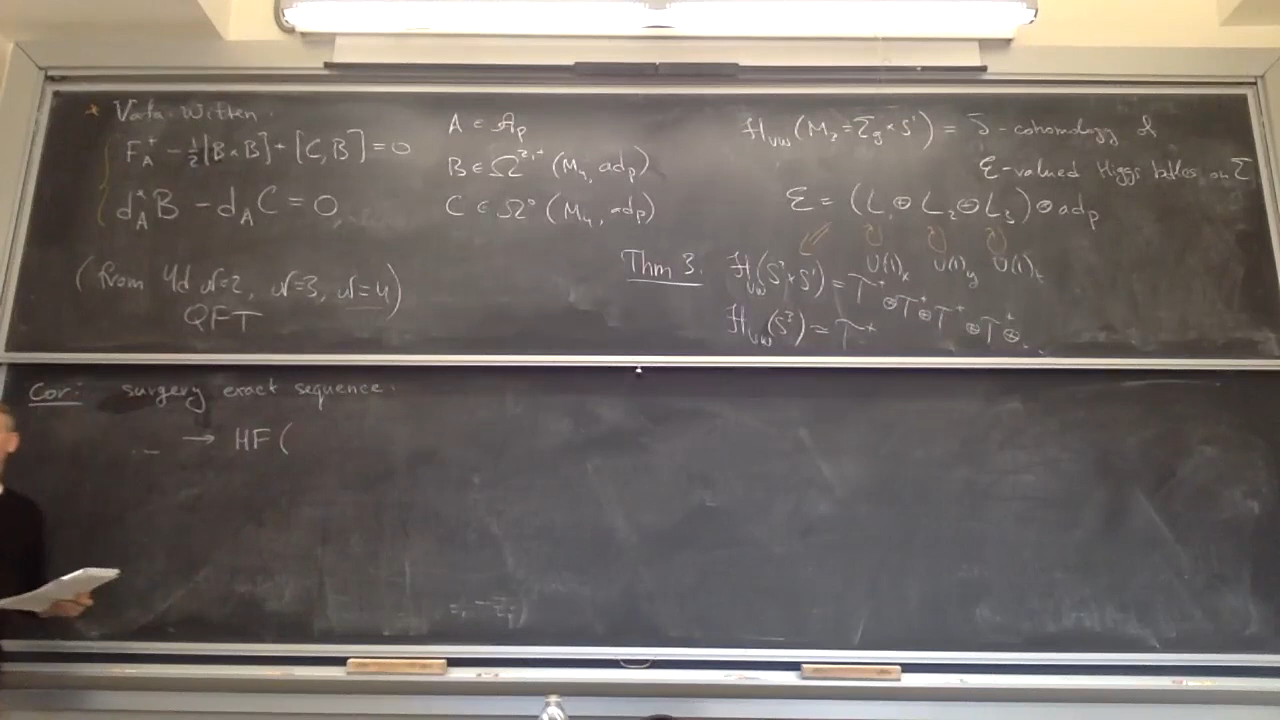 * Vafa-Witten.
F_A^+ - ½[B×B] + [C,B] = 0
d_A^* B - d_A C = 0,
(from 4d N=2, N=3, N=4)
QFT
A ∈ 𝒜_P
B ∈ Ω^{2,+}(M_4, ad_P)
C ∈ Ω^0(M_4, ad_P)
ℋ_VW(M_3 = Σ_g × S^1) = ∂̄-cohomology of
ℰ-valued Higgs bdles on Σ
ℰ = (L_1 ⊕ L_2 ⊕ L_3) ⊗ ad_P
U(1)_x U(1)_y U(1)_t
Thm 3. ℋ_VW(S^2×S^1) = T^+ ⊕ T^+ ⊕ T^+ ⊕ T^+ ⊕ ...
ℋ_VW(S^3) = T^+
Cor: surgery exact sequence.
... → HF(